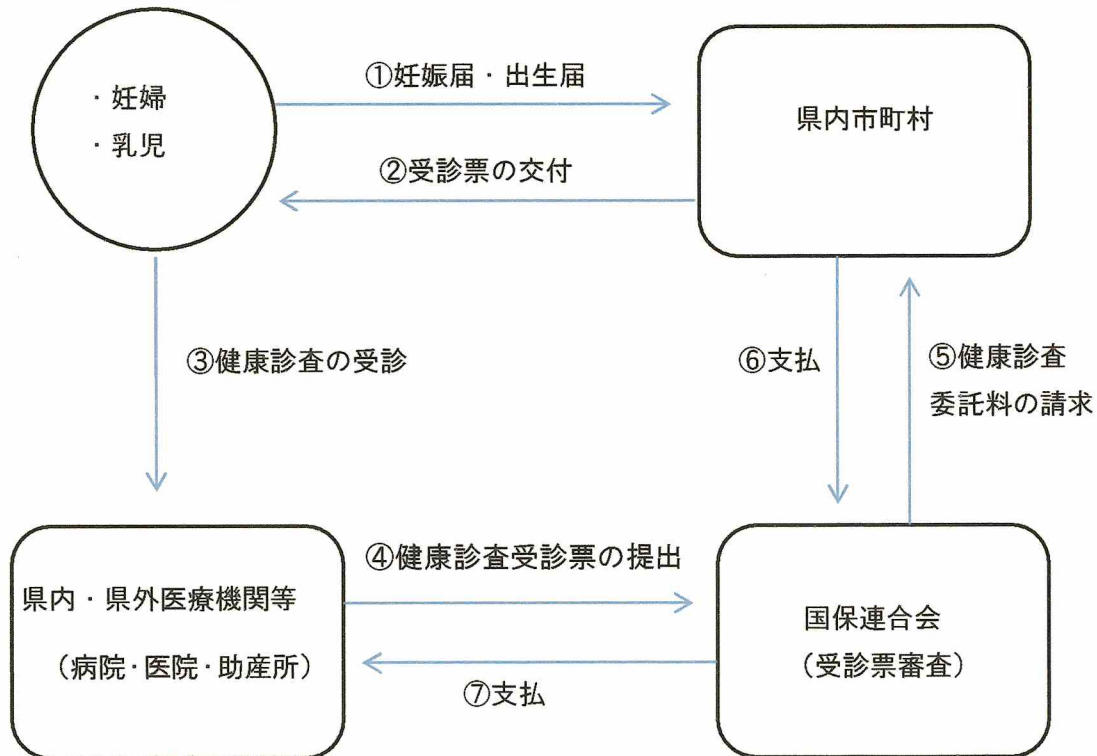 ・妊婦
・乳児
①妊娠届・出生届
県内市町村
②受診票の交付
③健康診査の受診
⑥支払
⑤健康診査
委託料の請求
県内・県外医療機関等
（病院・医院・助産所）
④健康診査受診票の提出
⑦支払
国保連合会
（受診票審査）